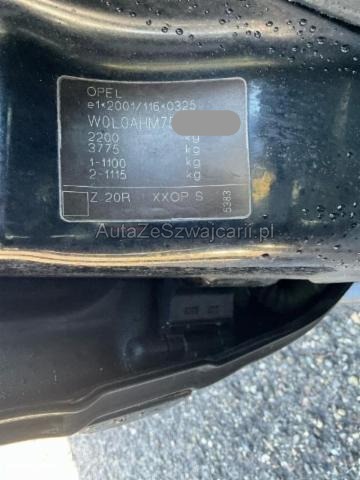 OPEL
e1*2001/116*0325
W0L0AHM75
2200 kg
3775 kg
1-1100 kg
2-1115 kg
Z 20R XXOP S
5383
AutaZeSzwajcarii.pl